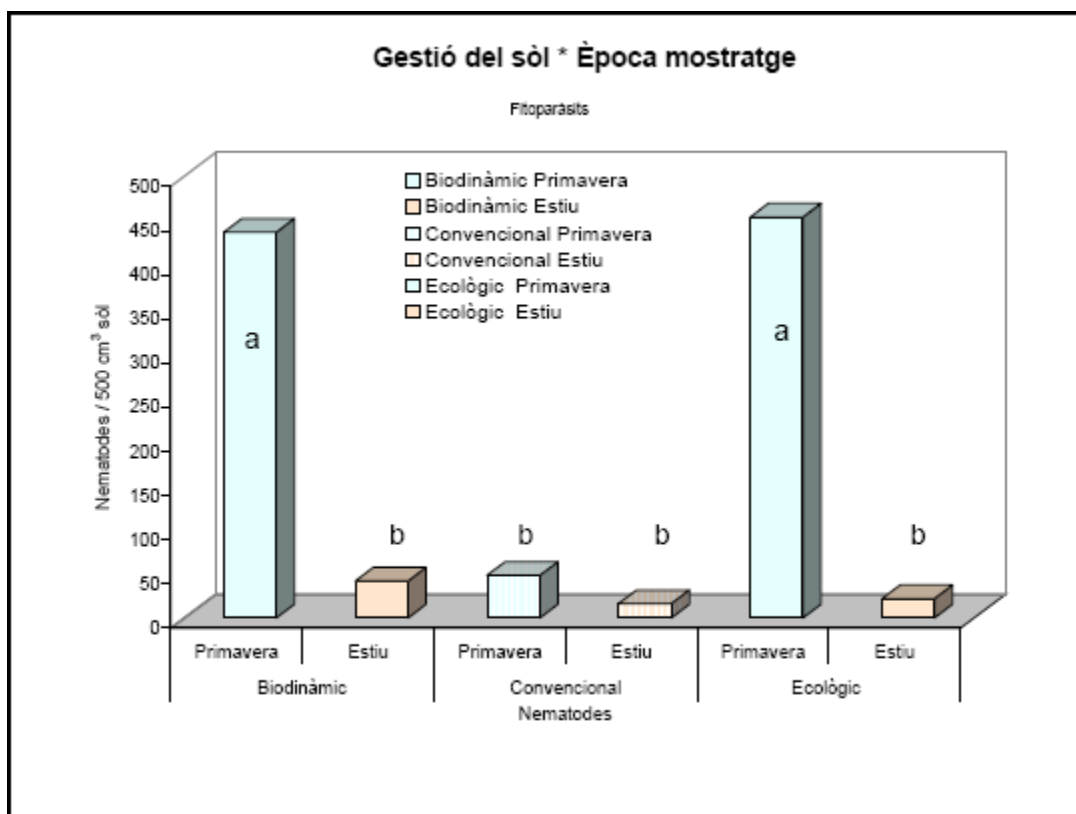 Gestió del sòl * Època mostratge
Fitoparàsits
Biodinàmic Primavera
Biodinàmic Estiu
Convencional Primavera
Convencional Estiu
Ecològic Primavera
Ecològic Estiu
Nematodes / 500 cm³ sòl
500
450
400
350
300
250
200
150
100
50
0
a
b
b
b
a
b
Primavera
Estiu
Primavera
Estiu
Primavera
Estiu
Biodinàmic
Convencional
Ecològic
Nematodes